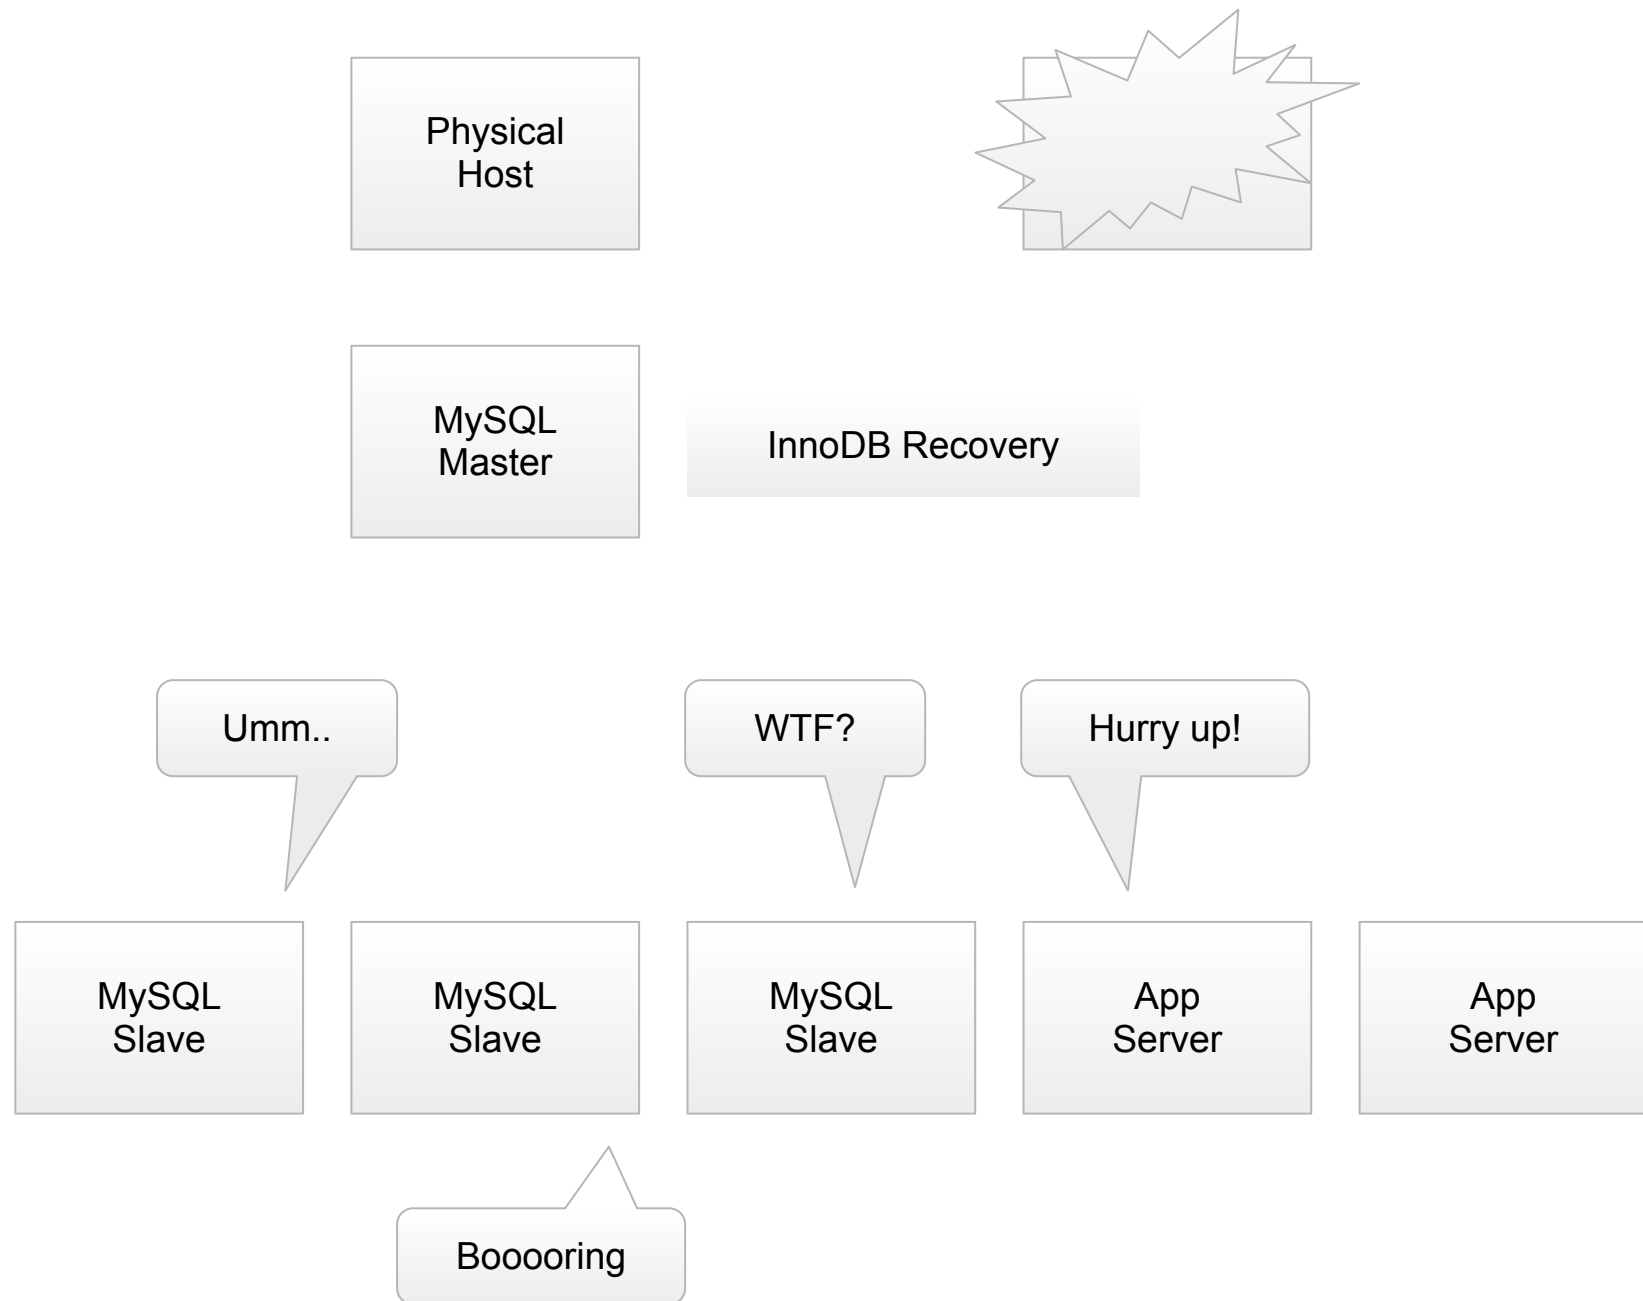 Physical
Host
MySQL
Master
InnoDB Recovery
Umm..
WTF?
Hurry up!
MySQL
Slave
MySQL
Slave
MySQL
Slave
App
Server
App
Server
Booooring